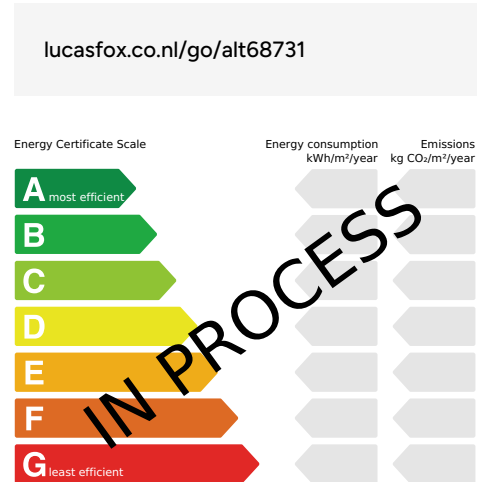 lucasfox.co.nl/go/alt68731
Energy Certificate Scale
Energy consumption
kWh/m²/year
Emissions
kg CO₂/m²/year
A most efficient
B
C
D
E
F
G least efficient
IN PROCESS